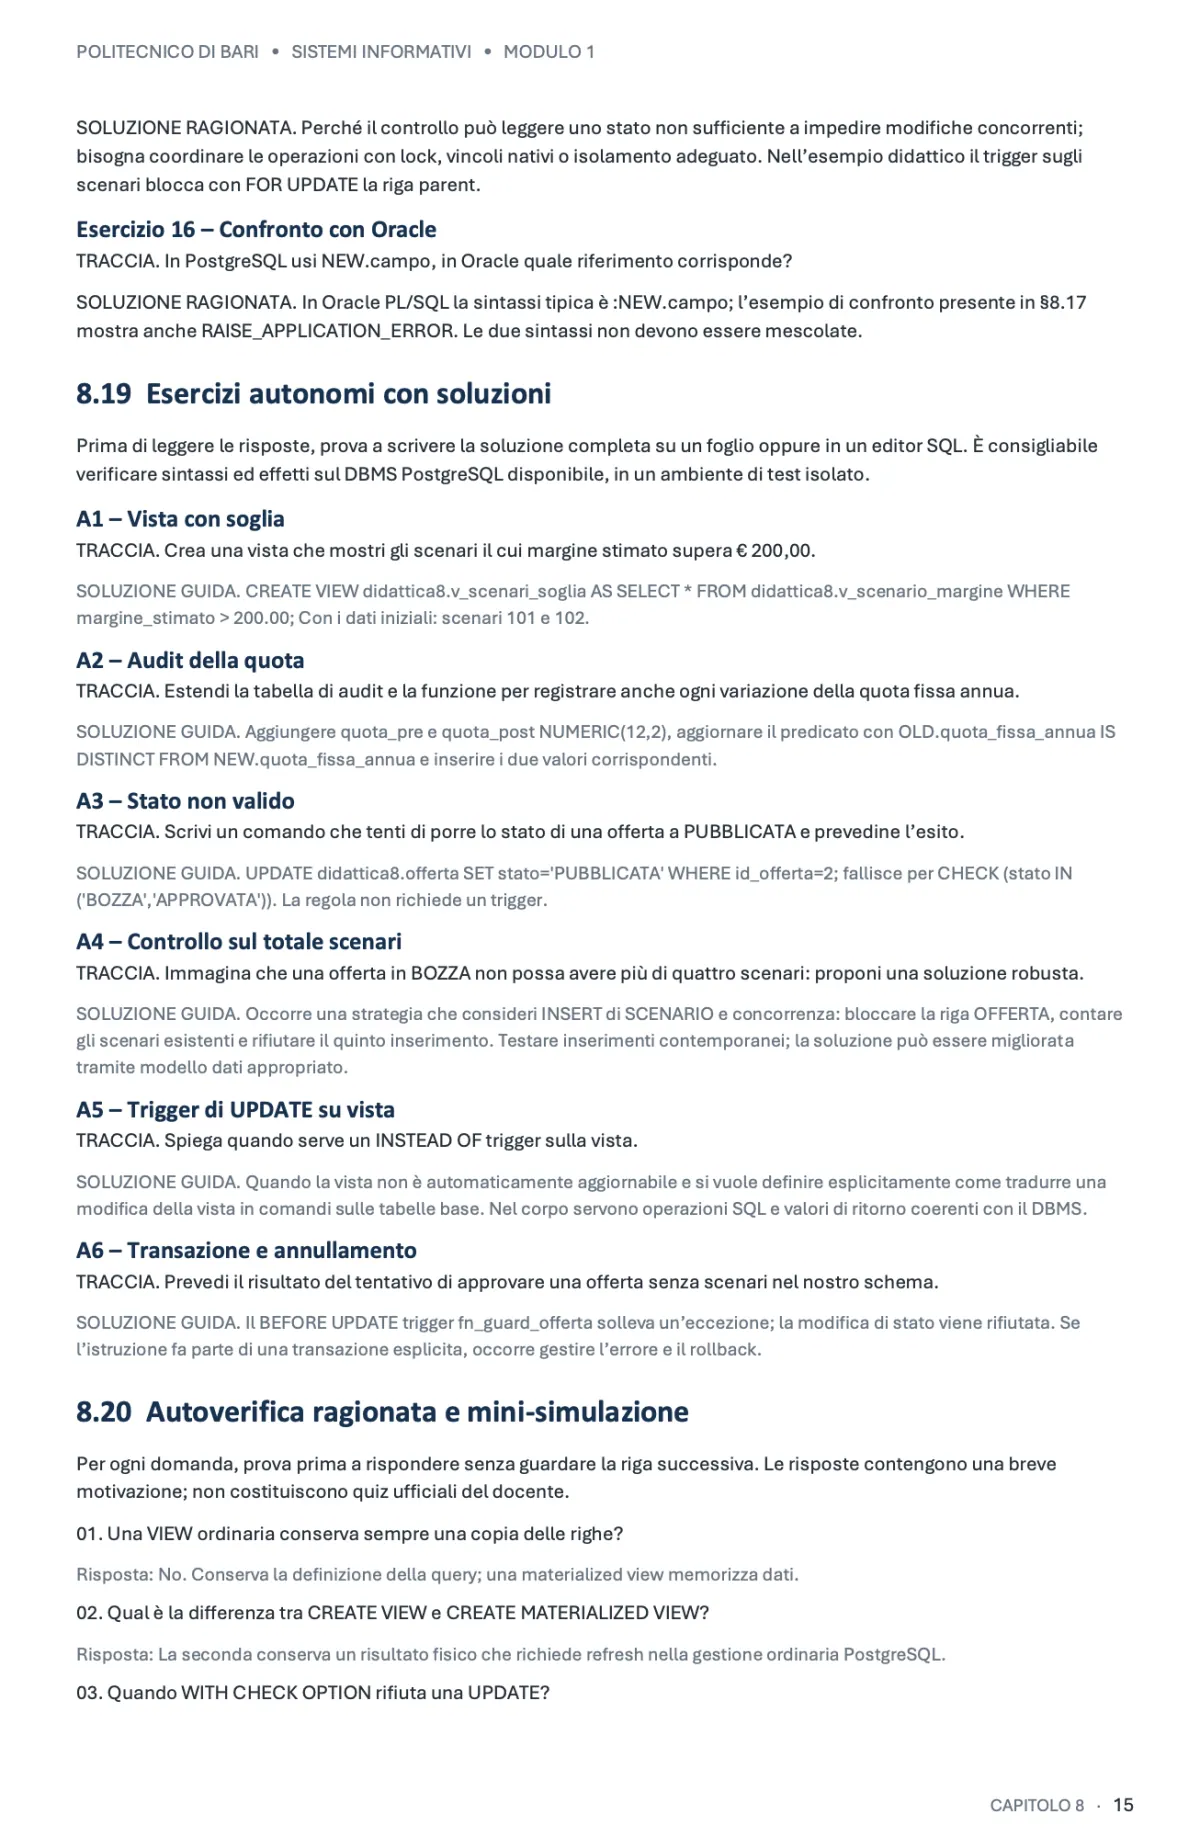 POLITECNICO DI BARI • SISTEMI INFORMATIVI • MODULO 1
SOLUZIONE RAGIONATA. Perché il controllo può leggere uno stato non sufficiente a impedire modifiche concorrenti;
bisogna coordinare le operazioni con lock, vincoli nativi o isolamento adeguato. Nell’esempio didattico il trigger sugli
scenari blocca con FOR UPDATE la riga parent.
Esercizio 16 – Confronto con Oracle
TRACCIA. In PostgreSQL usi NEW.campo, in Oracle quale riferimento corrisponde?
SOLUZIONE RAGIONATA. In Oracle PL/SQL la sintassi tipica è :NEW.campo; l’esempio di confronto presente in §8.17
mostra anche RAISE_APPLICATION_ERROR. Le due sintassi non devono essere mescolate.
8.19 Esercizi autonomi con soluzioni
Prima di leggere le risposte, prova a scrivere la soluzione completa su un foglio oppure in un editor SQL. È consigliabile
verificare sintassi ed effetti sul DBMS PostgreSQL disponibile, in un ambiente di test isolato.
A1 – Vista con soglia
TRACCIA. Crea una vista che mostri gli scenari il cui margine stimato supera € 200,00.
SOLUZIONE GUIDA. CREATE VIEW didattica8.v_scenari_soglia AS SELECT * FROM didattica8.v_scenario_margine WHERE
margine_stimato > 200.00; Con i dati iniziali: scenari 101 e 102.
A2 – Audit della quota
TRACCIA. Estendi la tabella di audit e la funzione per registrare anche ogni variazione della quota fissa annua.
SOLUZIONE GUIDA. Aggiungere quota_pre e quota_post NUMERIC(12,2), aggiornare il predicato con OLD.quota_fissa_annua IS
DISTINCT FROM NEW.quota_fissa_annua e inserire i due valori corrispondenti.
A3 – Stato non valido
TRACCIA. Scrivi un comando che tenti di porre lo stato di una offerta a PUBBLICATA e prevedine l’esito.
SOLUZIONE GUIDA. UPDATE didattica8.offerta SET stato='PUBBLICATA' WHERE id_offerta=2; fallisce per CHECK (stato IN
('BOZZA','APPROVATA')). La regola non richiede un trigger.
A4 – Controllo sul totale scenari
TRACCIA. Immagina che una offerta in BOZZA non possa avere più di quattro scenari: proponi una soluzione robusta.
SOLUZIONE GUIDA. Occorre una strategia che consideri INSERT di SCENARIO e concorrenza: bloccare la riga OFFERTA, contare
gli scenari esistenti e rifiutare il quinto inserimento. Testare inserimenti contemporanei; la soluzione può essere migliorata
tramite modello dati appropriato.
A5 – Trigger di UPDATE su vista
TRACCIA. Spiega quando serve un INSTEAD OF trigger sulla vista.
SOLUZIONE GUIDA. Quando la vista non è automaticamente aggiornabile e si vuole definire esplicitamente come tradurre una
modifica della vista in comandi sulle tabelle base. Nel corpo servono operazioni SQL e valori di ritorno coerenti con il DBMS.
A6 – Transazione e annullamento
TRACCIA. Prevedi il risultato del tentativo di approvare una offerta senza scenari nel nostro schema.
SOLUZIONE GUIDA. Il BEFORE UPDATE trigger fn_guard_offerta solleva un’eccezione; la modifica di stato viene rifiutata. Se
l’istruzione fa parte di una transazione esplicita, occorre gestire l’errore e il rollback.
8.20 Autoverifica ragionata e mini-simulazione
Per ogni domanda, prova prima a rispondere senza guardare la riga successiva. Le risposte contengono una breve
motivazione; non costituiscono quiz ufficiali del docente.
01. Una VIEW ordinaria conserva sempre una copia delle righe?
Risposta: No. Conserva la definizione della query; una materialized view memorizza dati.
02. Qual è la differenza tra CREATE VIEW e CREATE MATERIALIZED VIEW?
Risposta: La seconda conserva un risultato fisico che richiede refresh nella gestione ordinaria PostgreSQL.
03. Quando WITH CHECK OPTION rifiuta una UPDATE?
CAPITOLO 8 · 15